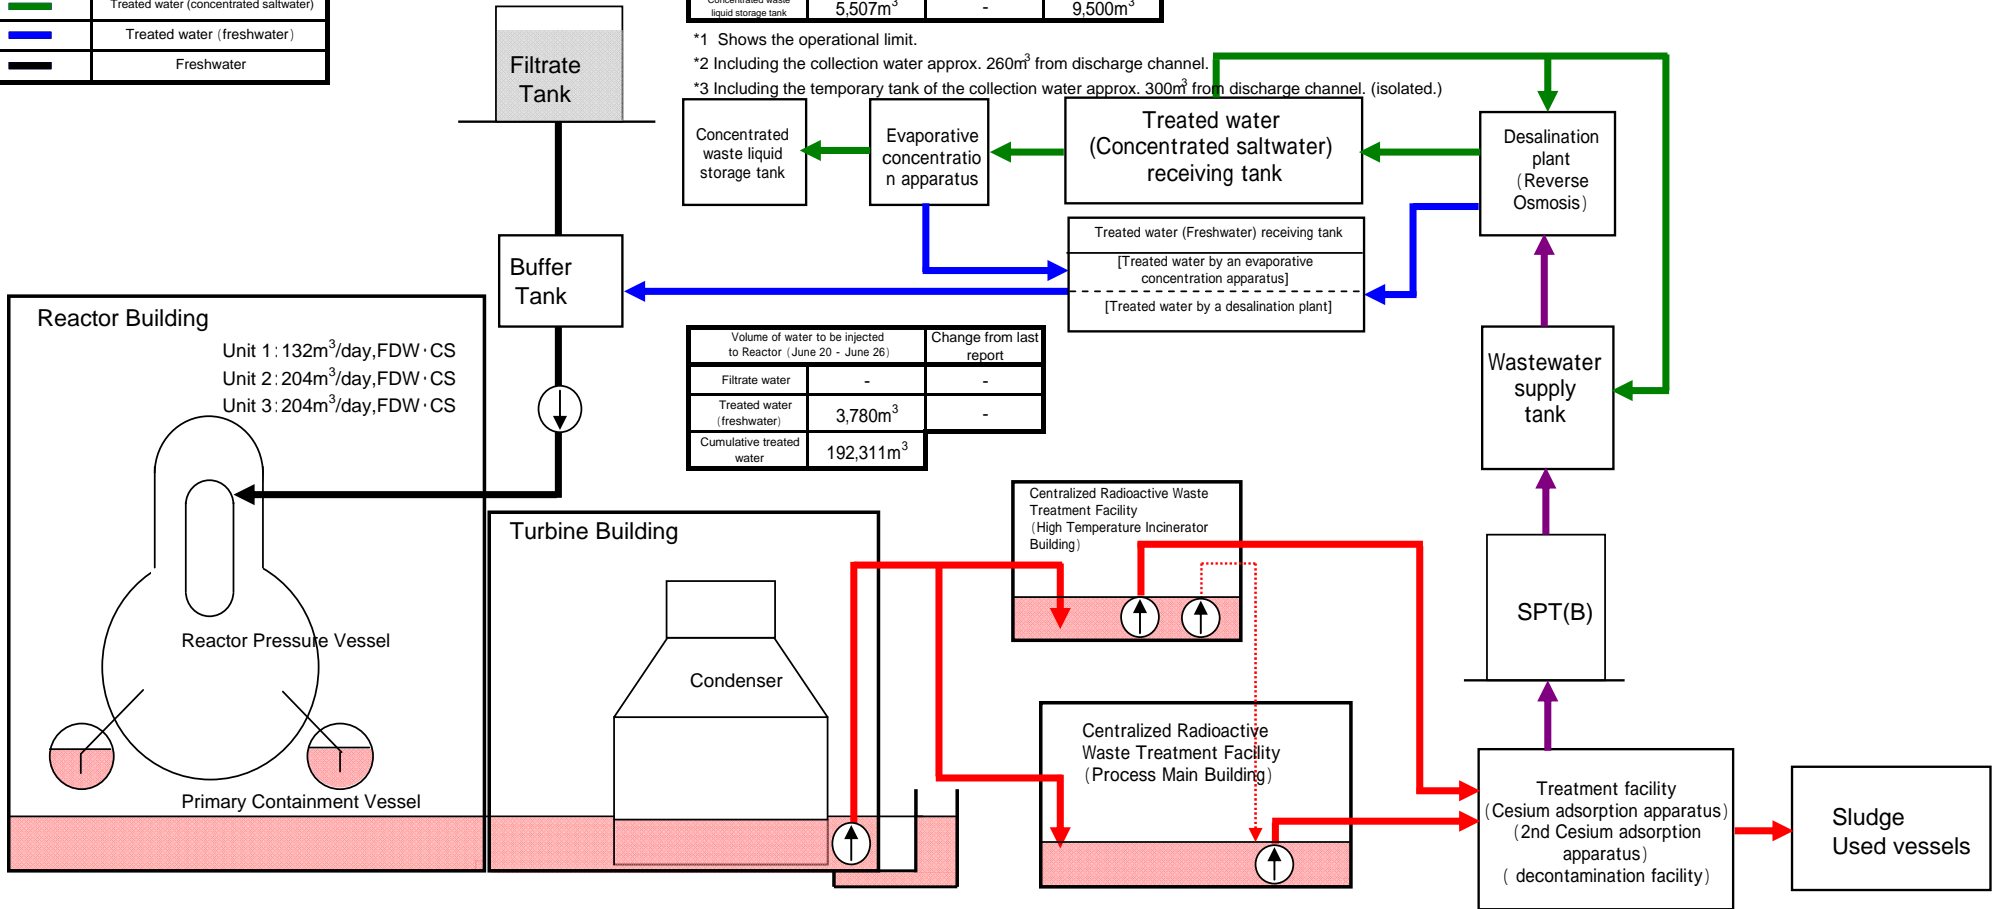 Treated water (concentrated saltwater)
Treated water (freshwater)
Freshwater
Concentrated waste
liquid storage tank
5,507m3
-
9,500m3
*1 Shows the operational limit.
*2 Including the collection water approx. 260m3 from discharge channel.
*3 Including the temporary tank of the collection water approx. 300m3 from discharge channel. (isolated.)
Filtrate
Tank
Concentrated
waste liquid
storage tank
Evaporative
concentratio
n apparatus
Treated water
(Concentrated saltwater)
receiving tank
Desalination
plant
(Reverse
Osmosis)
Treated water (Freshwater) receiving tank
[Treated water by an evaporative
concentration apparatus]
[Treated water by a desalination plant]
Buffer
Tank
Reactor Building
Unit 1:132m3/day,FDW・CS
Unit 2:204m3/day,FDW・CS
Unit 3:204m3/day,FDW・CS
Volume of water to be injected
to Reactor (June 20 - June 26)
Change from last
report
Filtrate water
-
-
Treated water
(freshwater)
3,780m3
-
Cumulative treated
water
192,311m3
Wastewater
supply
tank
Centralized Radioactive Waste
Treatment Facility
(High Temperature Incinerator
Building)
Turbine Building
SPT(B)
Reactor Pressure Vessel
Condenser
Centralized Radioactive
Waste Treatment Facility
(Process Main Building)
Primary Containment Vessel
Treatment facility
(Cesium adsorption apparatus)
(2nd Cesium adsorption
apparatus)
( decontamination facility)
Sludge
Used vessels